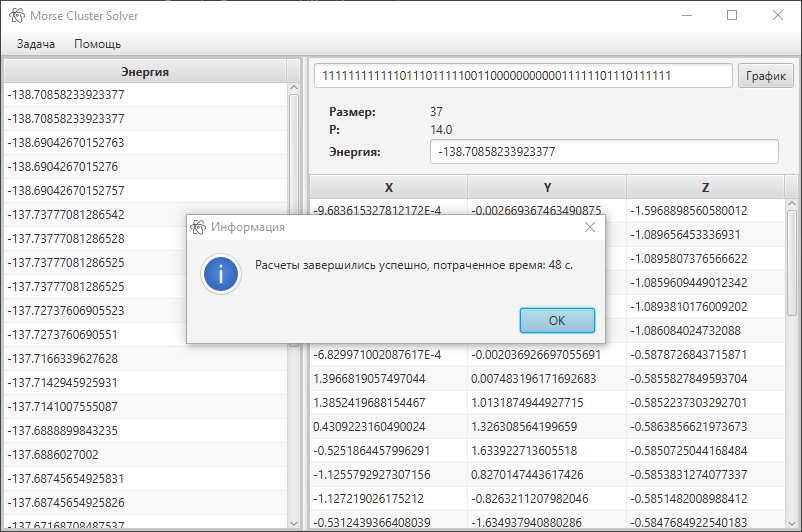 Morse Cluster Solver
Задача Помощь
Энергия
-138.70858233923377
-138.70858233923377
-138.69042670152763
-138.6904267015276
-138.69042670152757
-137.73777081286542
-137.73777081286528
-137.73777081286525
-137.73777081286525
-137.72737606905523
-137.7273760690551
-137.7166339627628
-137.7142945925931
-137.7141007555087
-137.6888899843235
-137.6886027002
-137.68745654925831
-137.68745654925826
-137.67168708487537
111111111111011101111100110000000000011111101110111111
График
Размер: 37
P: 14.0
Энергия: -138.70858233923377
X Y Z
-9.683615327812172E-4 -0.002669367463490875 -1.5968898560580012
-1.089656453336931
-1.0895807376566622
-1.0859609449012342
-1.0893810176009202
-1.086084024732088
-6.829971002087617E-4 -0.002036926697055691 -0.5878726843715871
1.3966819057497044 0.007483196171692683 -0.5855827849593704
1.3852419688154467 1.0131874944927715 -0.5852237303292701
0.4309223160490024 1.326308564199659 -0.5863856621973673
-0.5251864457996291 1.633922713605518 -0.5850725044168484
-1.1255792927307156 0.8270147443617426 -0.5853831274077337
-1.127219026175212 -0.8263211207982046 -0.5851482008988412
-0.5312439366408039 -1.634937940880286 -0.5847684922540183
Информация
Расчеты завершились успешно, потраченное время: 48 с.
OK